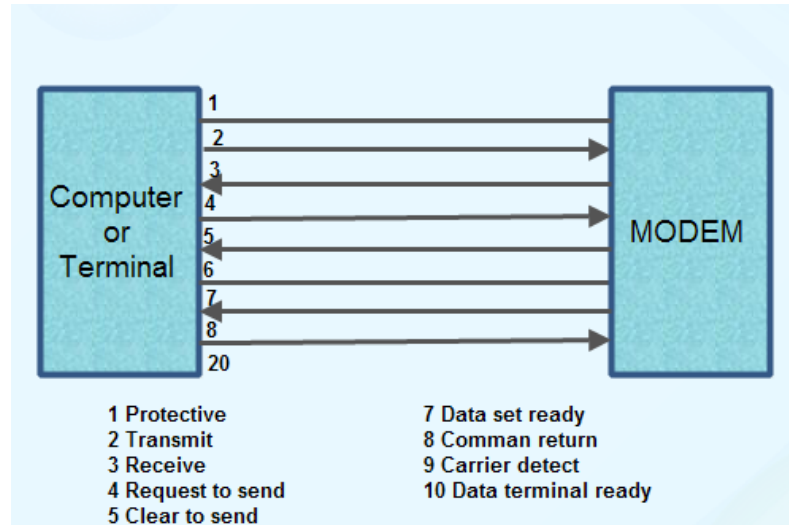 1
2
3
4
5
6
7
8
20
Computer
or
Terminal
MODEM
1 Protective
2 Transmit
3 Receive
4 Request to send
5 Clear to send
7 Data set ready
8 Comman return
9 Carrier detect
10 Data terminal ready